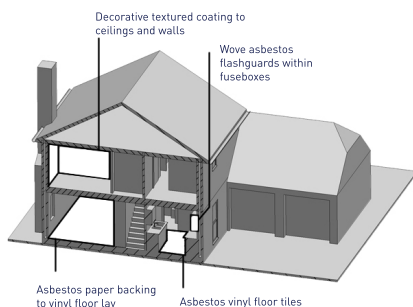 Decorative textured coating to
ceilings and walls
Wove asbestos
flashguards within
fuseboxes
Asbestos paper backing
to vinyl floor lay
Asbestos vinyl floor tiles